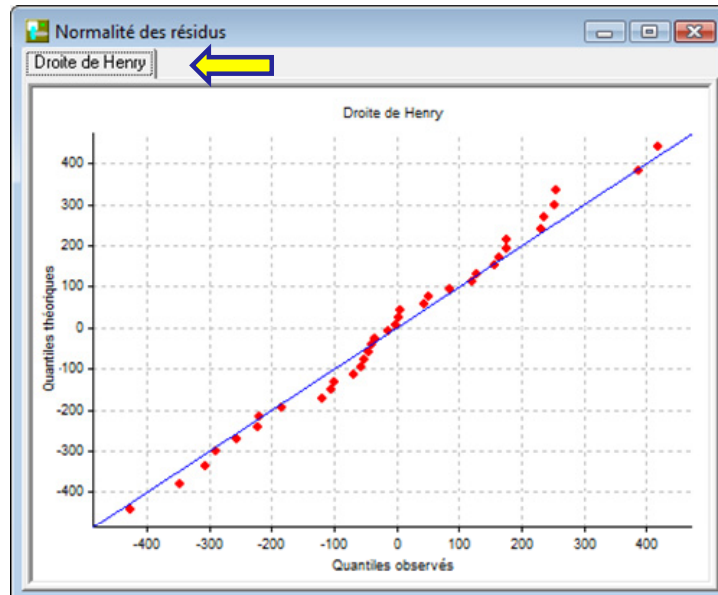 Normalité des résidus
Droite de Henry
Droite de Henry
400
300
200
100
0
-100
-200
-300
-400
Quantiles théoriques
-400 -300 -200 -100 0 100 200 300 400
Quantiles observés